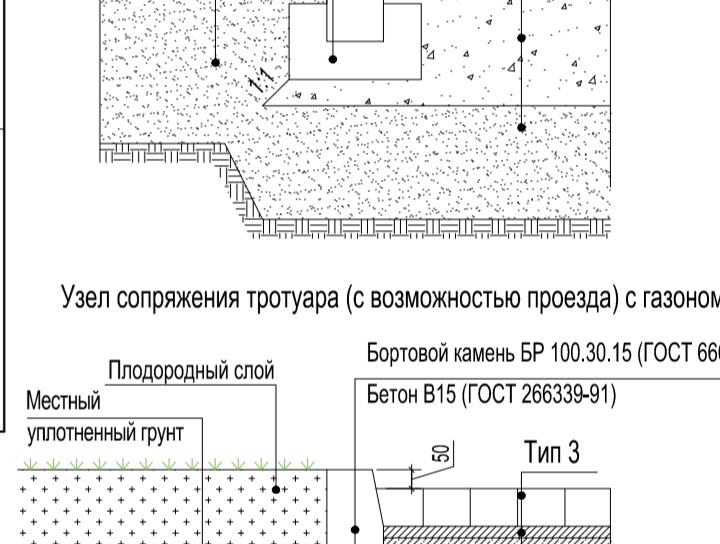 1:1
Узел сопряжения тротуара (с возможностью проезда) с газоном
Бортовой камень БР 100.30.15 (ГОСТ 666
Плодородный слой
Бетон В15 (ГОСТ 266339-91)
Местный
уплотненный грунт
50
Тип 3